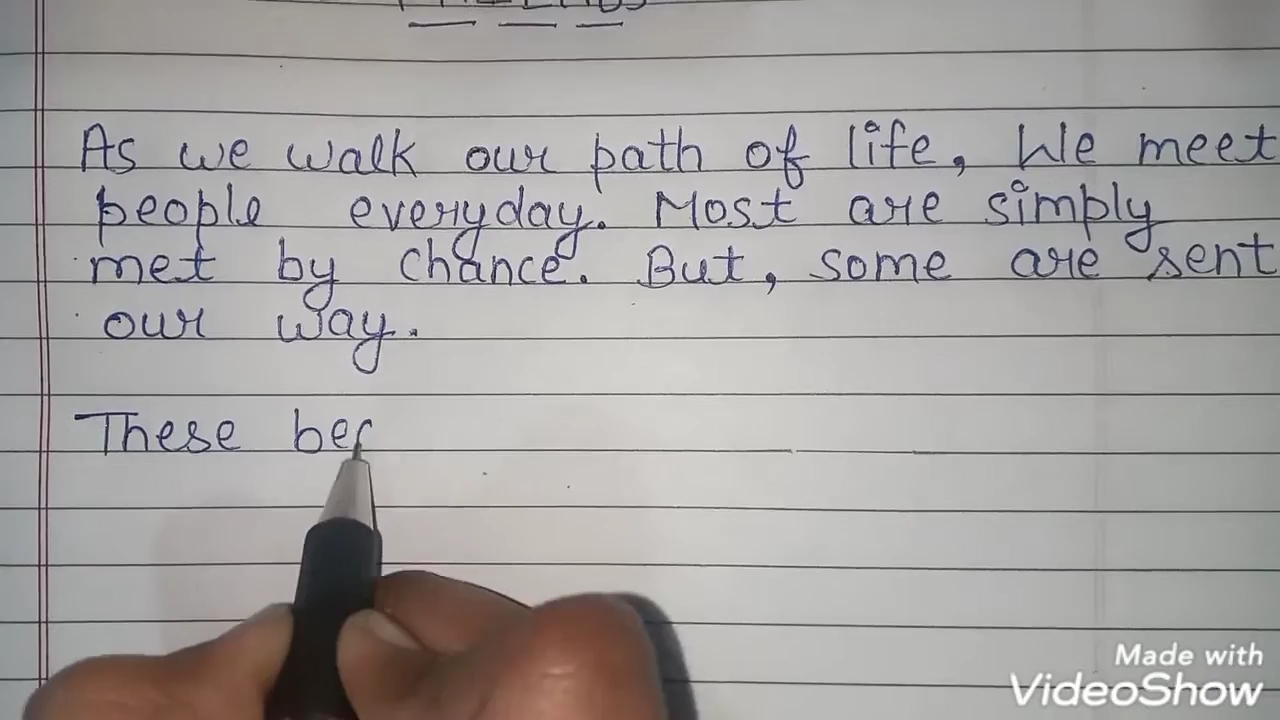 As we walk our path of life, We meet
people everyday. Most are simply
met by chance. But, some are sent
our way.
These bec
Made with
VideoShow